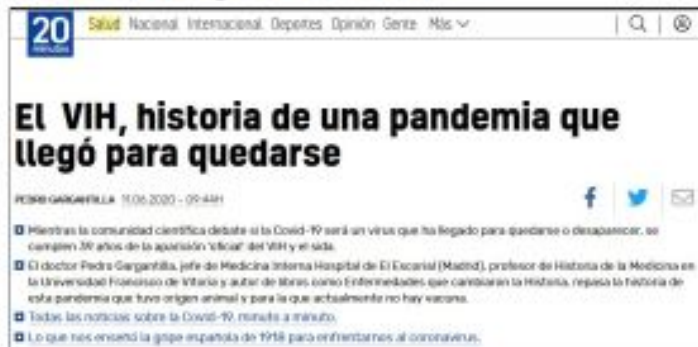 20
minutos
Salud Nacional Internacional Deportes Opinión Gente Más
El VIH, historia de una pandemia que
llegó para quedarse
PEDRO GARGANTILLA 11.06.2020 - 09:44H
Mientras la comunidad científica debate si la Covid-19 será un virus que ha llegado para quedarse o desaparecer, se
cumplen 39 años de la aparición 'oficial' del VIH y el sida.
El doctor Pedro Gargantilla, jefe de Medicina Interna Hospital de El Escorial (Madrid), profesor de Historia de la Medicina en
la Universidad Francisco de Vitoria y autor de libros como Enfermedades que cambiaron la Historia, repasa la historia de
esta pandemia que tuvo origen animal y para la que actualmente no hay vacuna.
Todas las noticias sobre la Covid-19, minuto a minuto.
Lo que nos enseñó la gripe española de 1918 para enfrentarnos al coronavirus.